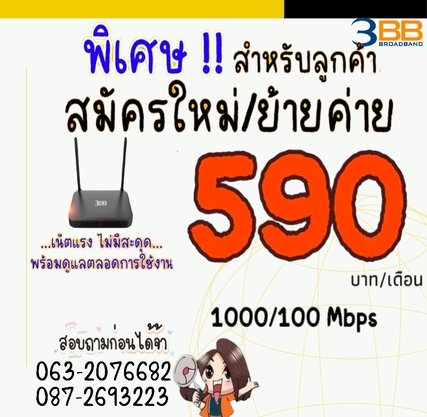 3BB
BROADBAND
พิเศษ !! สำหรับลูกค้า
สมัครใหม่/ย้ายค่าย
3BB
590
...เน็ตแรง ไม่มีสะดุด...
พร้อมดูแลตลอดการใช้งาน
บาท/เดือน
1000/100 Mbps
สอบถามก่อนได้จ้า
063-2076682
087-2693223